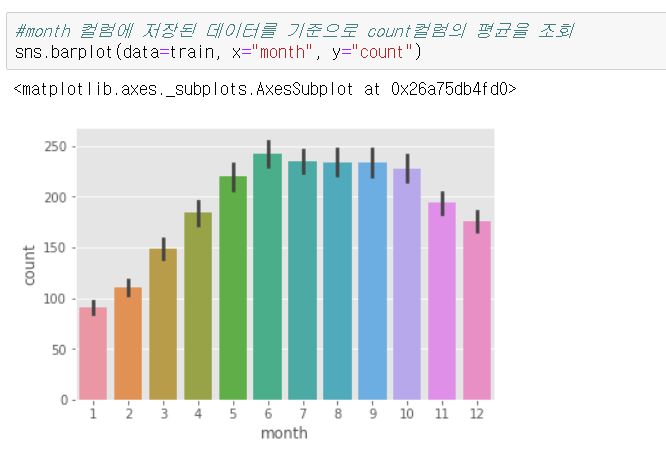 #month 컬럼에 저장된 데이터를 기준으로 count컬럼의 평균을 조회
sns.barplot(data=train, x="month", y="count")
<matplotlib.axes._subplots.AxesSubplot at 0x26a75db4fd0>
250
200
150
100
50
0
count
1 2 3 4 5 6 7 8 9 10 11 12
month